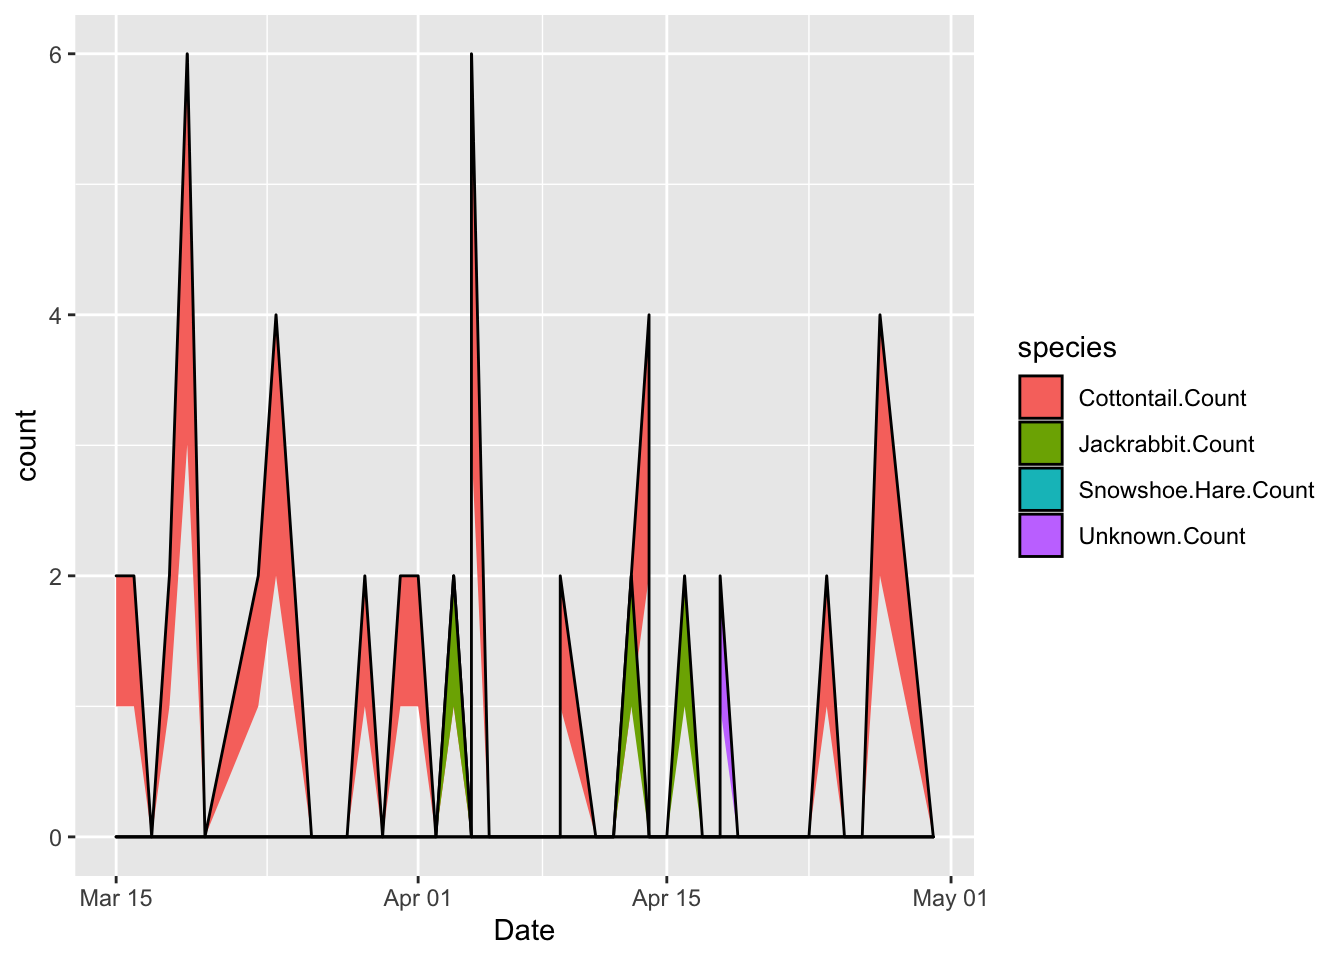 6
4
2
0
count
Mar 15
Apr 01
Apr 15
May 01
Date
species
Cottontail.Count
Jackrabbit.Count
Snowshoe.Hare.Count
Unknown.Count